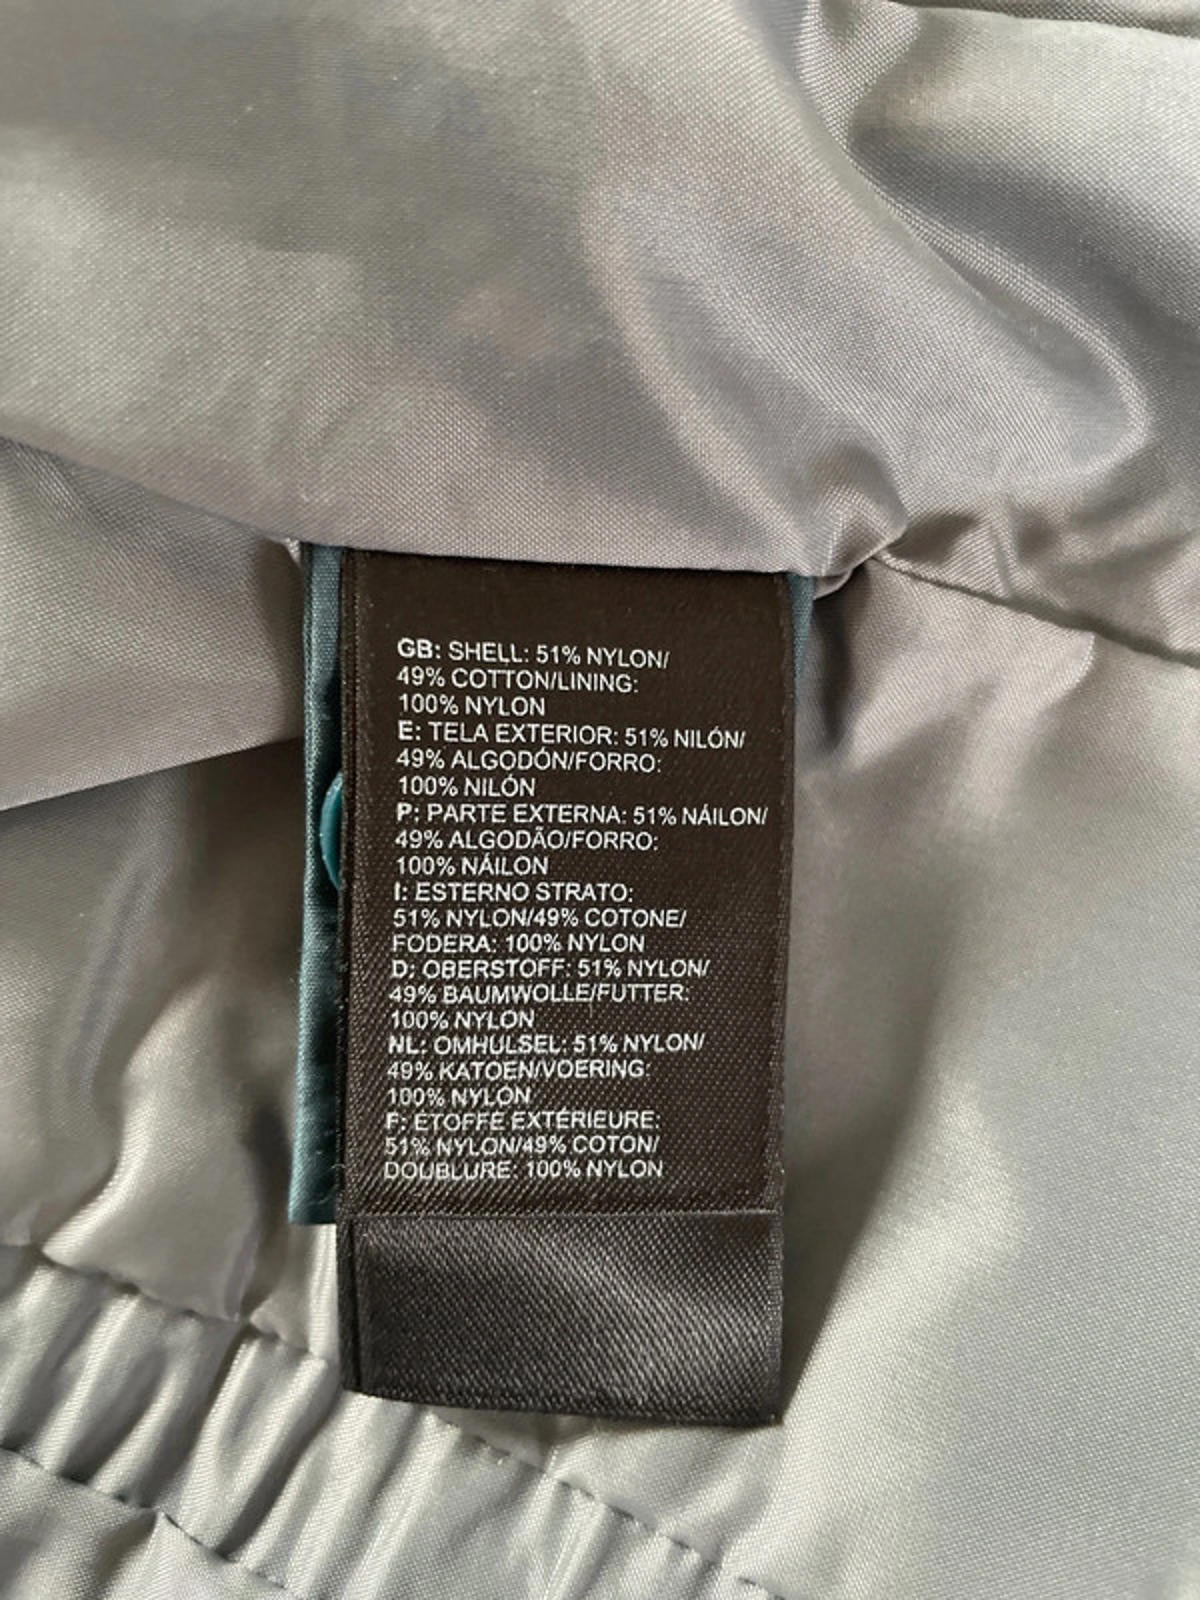 GB: SHELL: 51% NYLON/
49% COTTON/LINING:
100% NYLON
E: TELA EXTERIOR: 51% NILÓN/
49% ALGODÓN/FORRO:
100% NILÓN
P: PARTE EXTERNA: 51% NÁILON/
49% ALGODÃO/FORRO:
100% NÁILON
I: ESTERNO STRATO:
51% NYLON/49% COTONE/
FODERA: 100% NYLON
D: OBERSTOFF: 51% NYLON/
49% BAUMWOLLE/FUTTER:
100% NYLON
NL: OMHULSEL: 51% NYLON/
49% KATOEN/VOERING:
100% NYLON
F: ÉTOFFE EXTÉRIEURE:
51% NYLON/49% COTON/
DOUBLURE: 100% NYLON